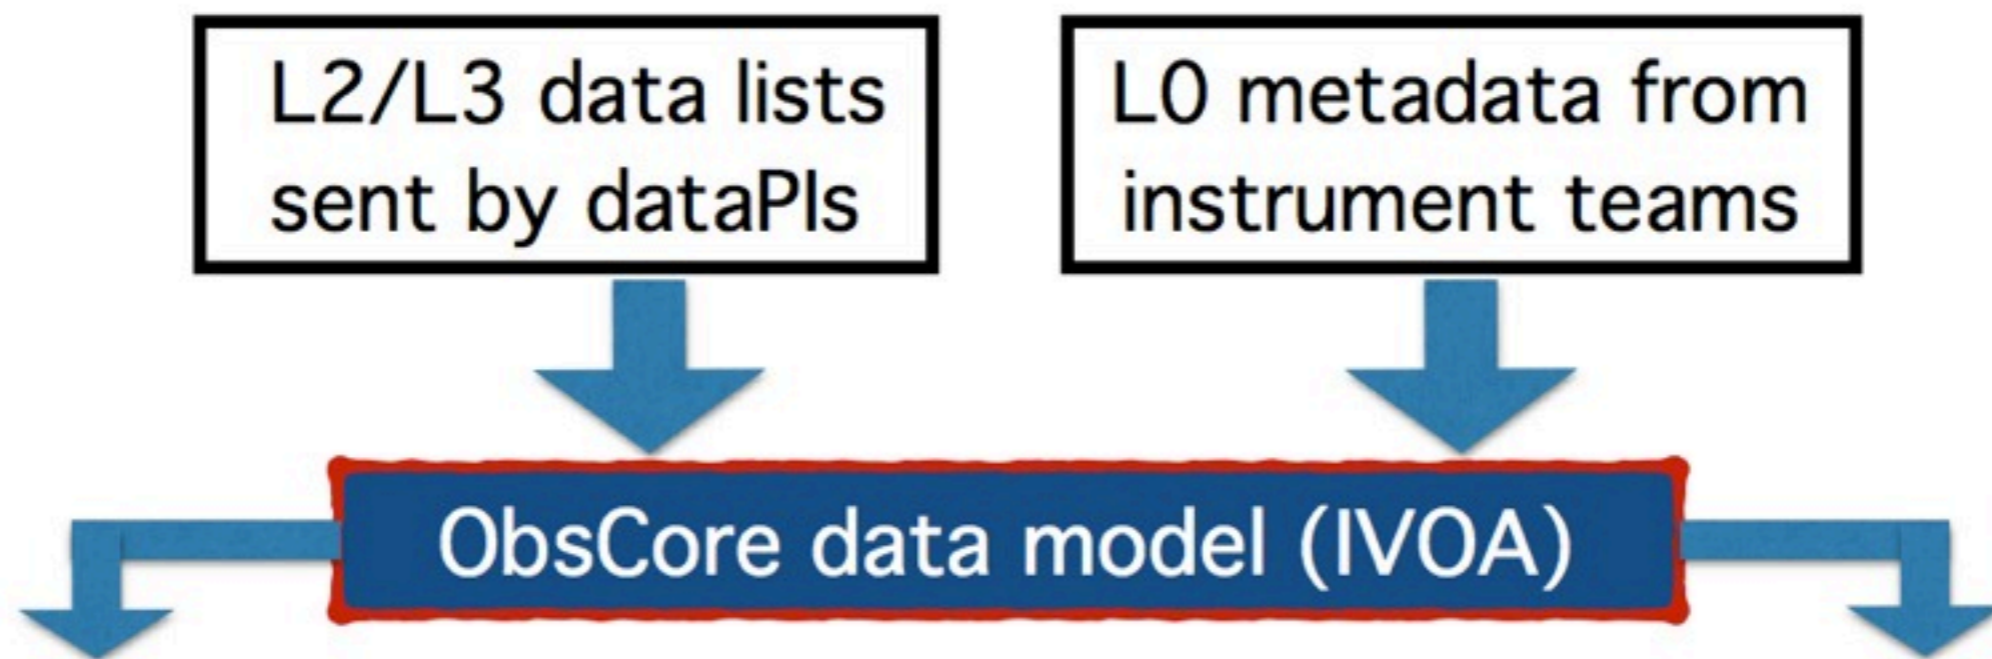 L2/L3 data lists
sent by dataPIs
L0 metadata from
instrument teams
ObsCore data model (IVOA)